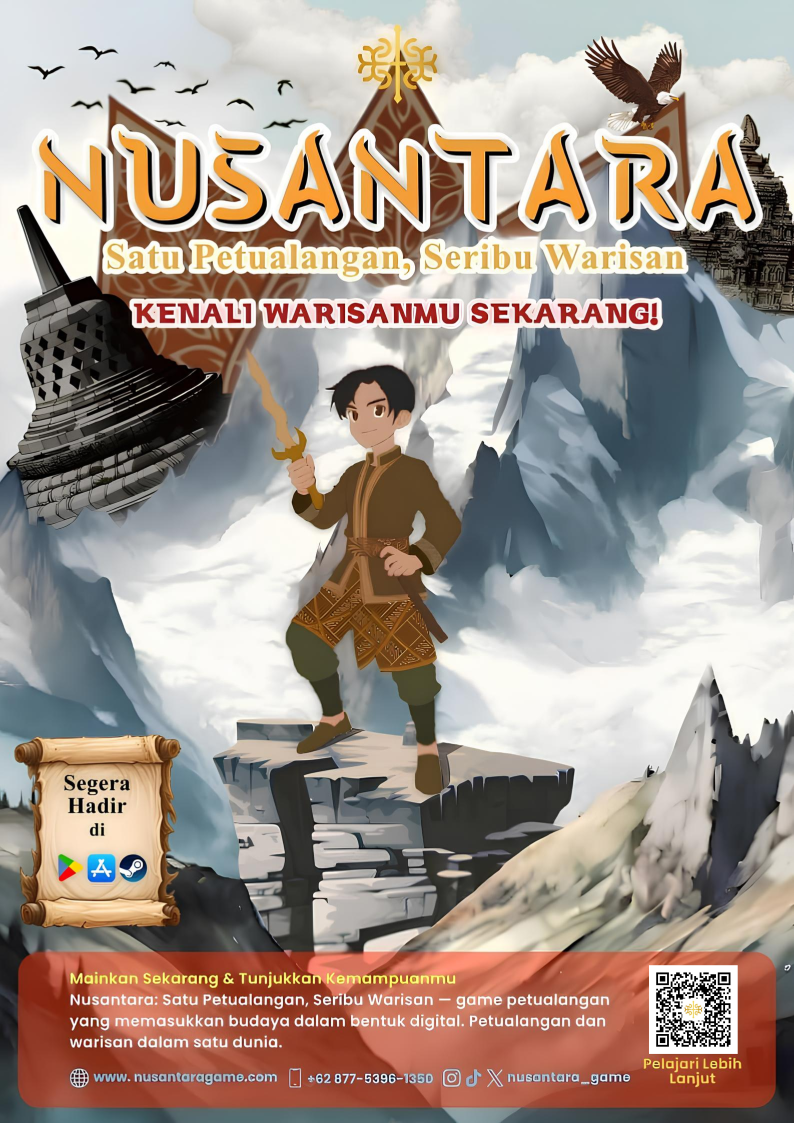 NUSANTARA
Satu Petualangan, Seribu Warisan
KENALI WARISANMU SEKARANG!
Segera
Hadir
di
Mainkan Sekarang & Tunjukkan Kemampuanmu
Nusantara: Satu Petualangan, Seribu Warisan — game petualangan
yang memasukkan budaya dalam bentuk digital. Petualangan dan
warisan dalam satu dunia.
www. nusantaragame.com +62 877-5396-1350 nusantara_game
Pelajari Lebih
Lanjut